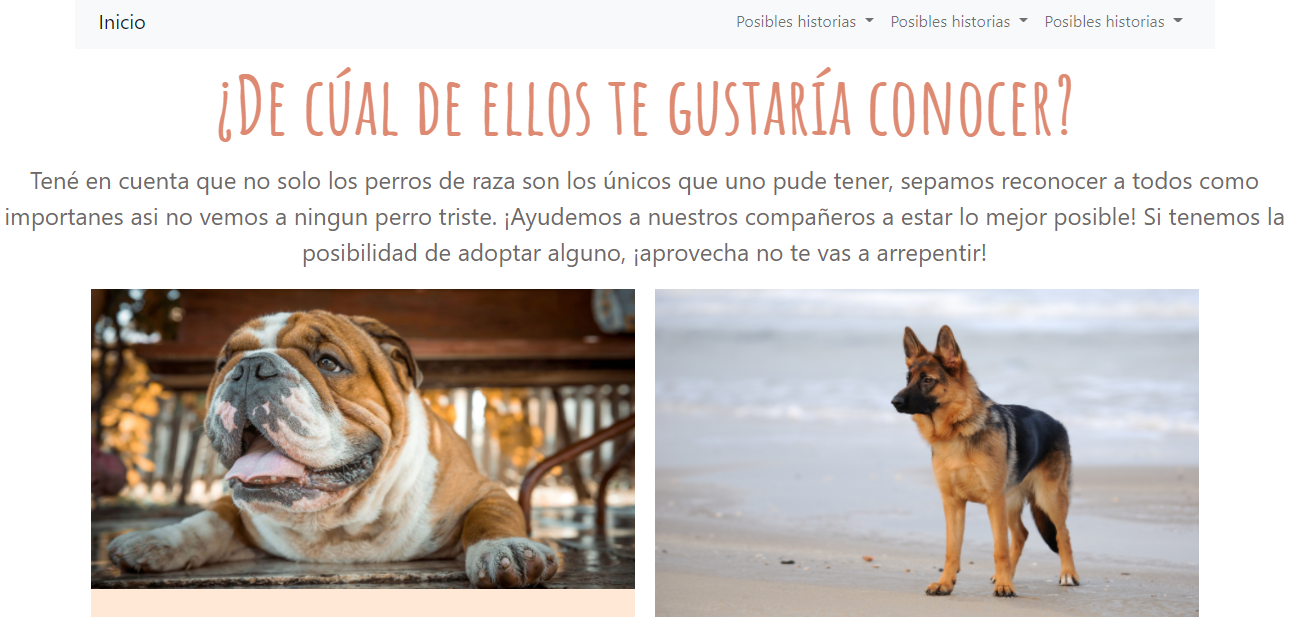 Inicio Posibles historias Posibles historias Posibles historias
¿De cúal de ellos te gustaría conocer?
Tené en cuenta que no solo los perros de raza son los únicos que uno pude tener, sepamos reconocer a todos como
importanes asi no vemos a ningun perro triste. ¡Ayudemos a nuestros compañeros a estar lo mejor posible! Si tenemos la
posibilidad de adoptar alguno, ¡aprovecha no te vas a arrepentir!